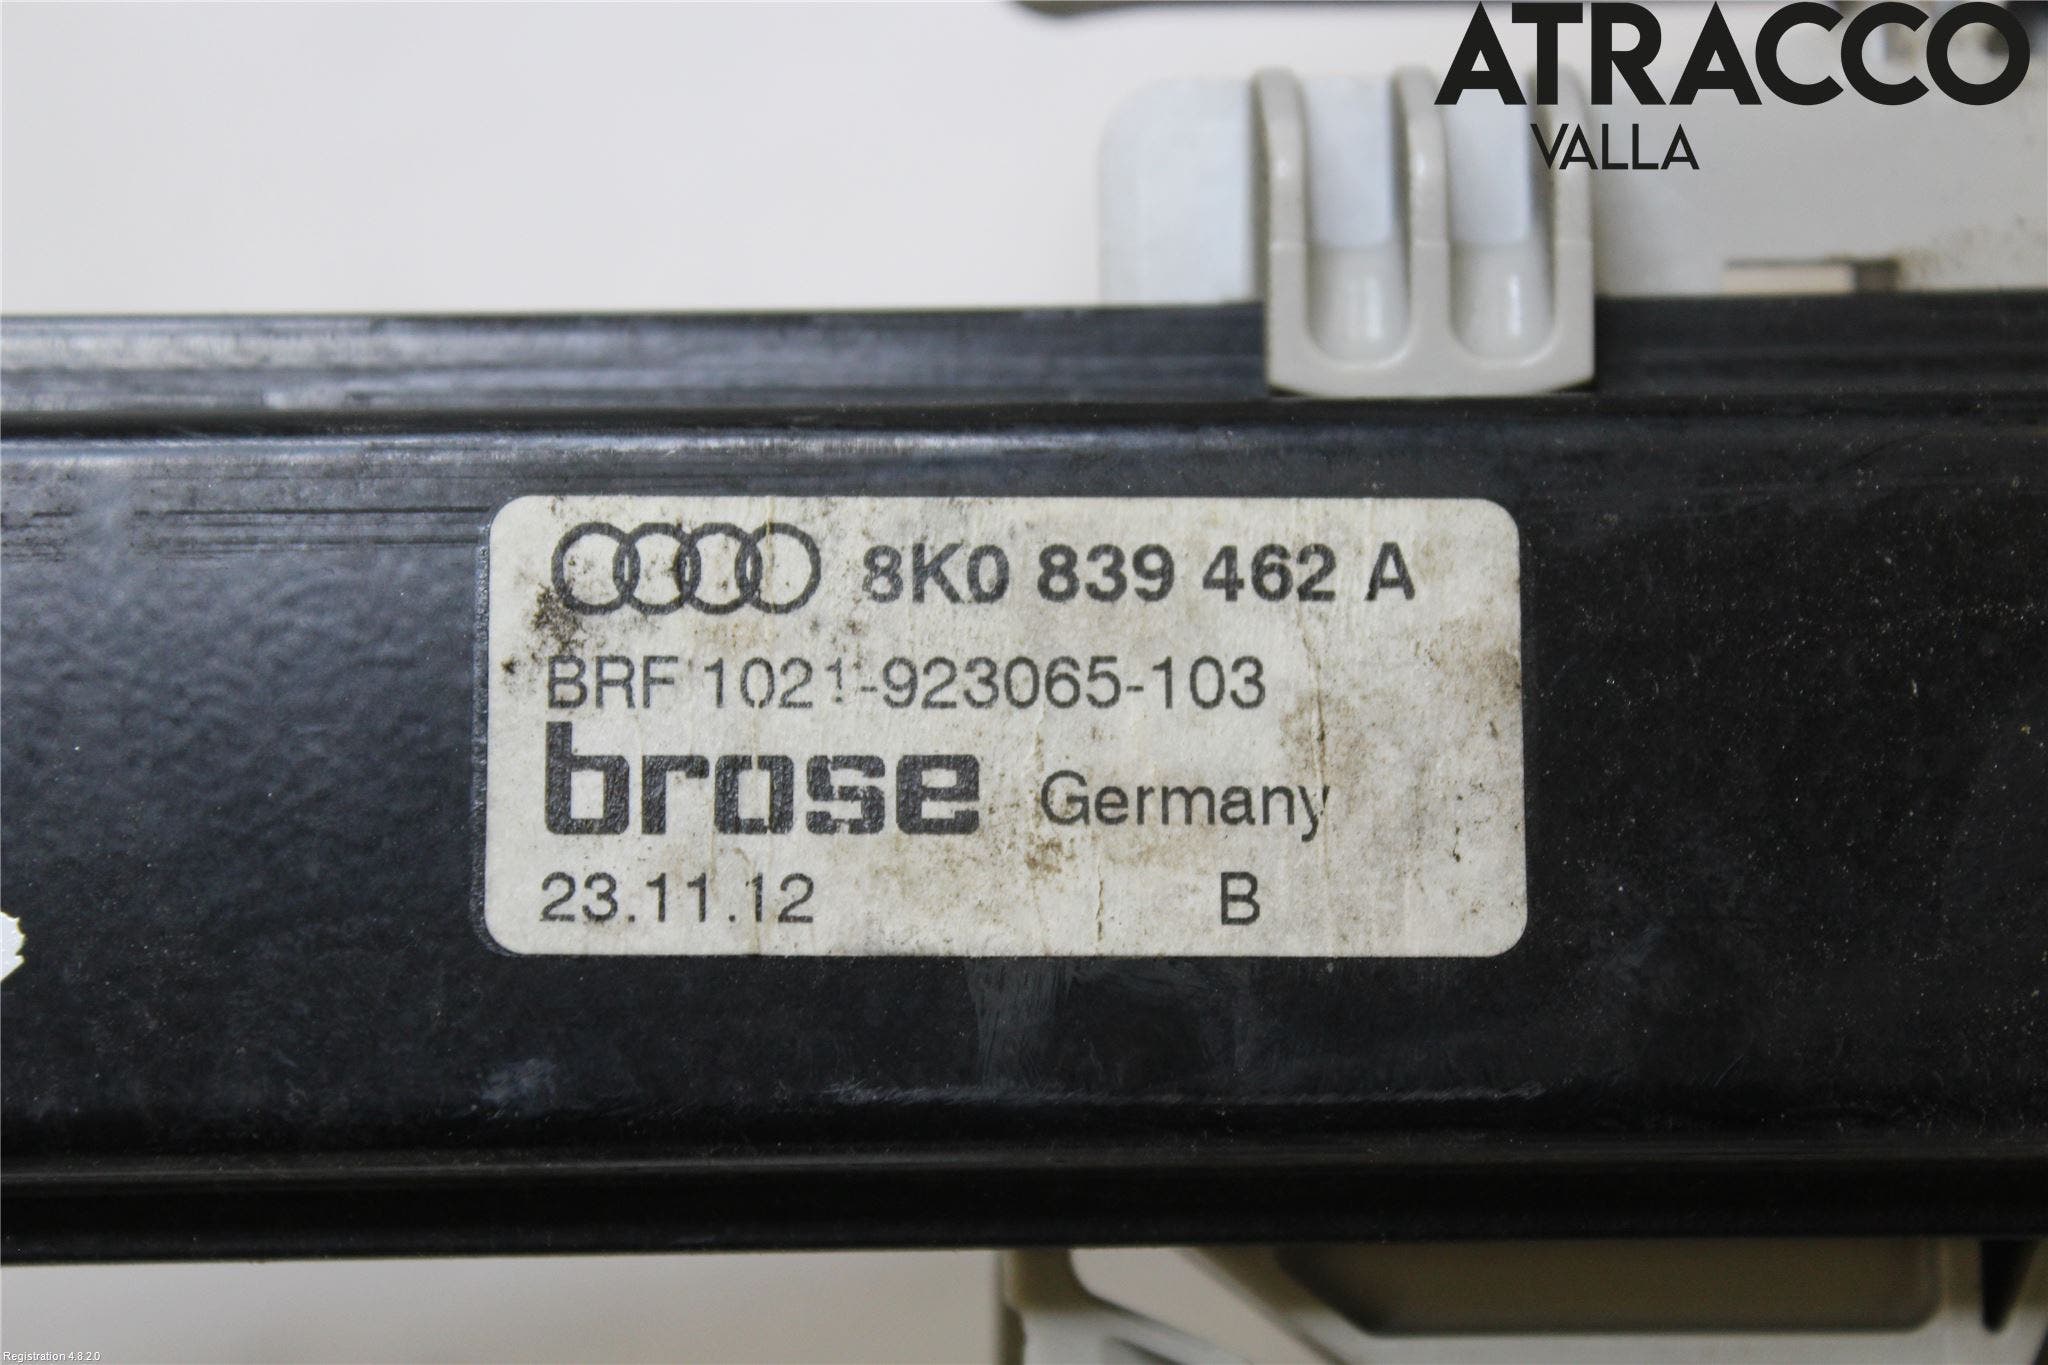 ATRACCO
VALLA
8K0 839 462 A
BRF 1021-923065-103
brose Germany
23.11.12 B
Registration 4.8.2.0